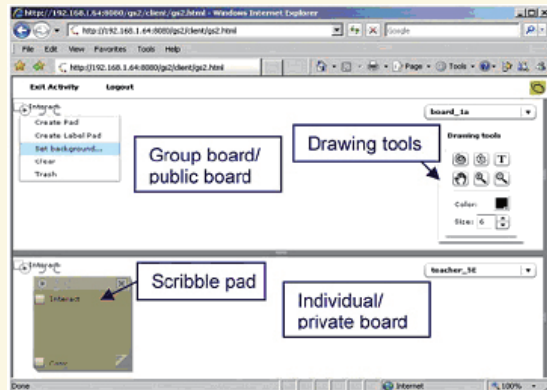 http://192.168.1.64:8080/gs2/client/gs2.html - Windows Internet Explorer
http://192.168.1.64:8080/gs2/client/gs2.html
Google
File Edit View Favorites Tools Help
http://192.168.1.64:8080/gs2/client/gs2.html
Page Tools
Exit Activity Logout
Interact
board_1a
Create Pad
Create Label Pad
Set background...
Clear
Trash
Group board/
public board
Drawing tools
Drawing tools
T
Color:
Size: 6
Interact
teacher_5E
Interact
Copy
Scribble pad
Individual/
private board
Done
Internet
100%